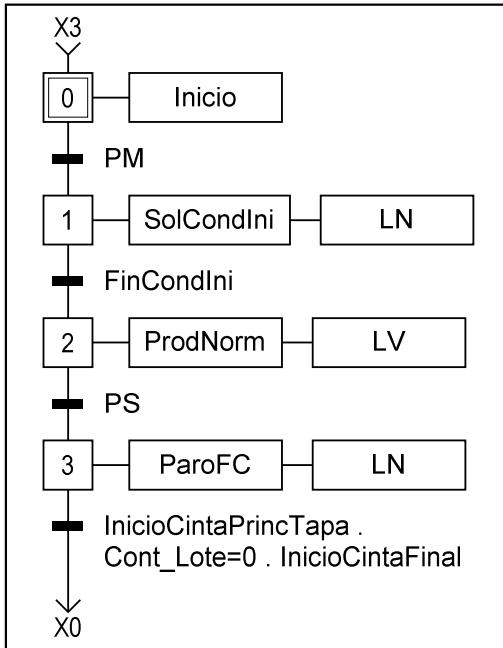 X3
0 Inicio
PM
1 SolCondIni LN
FinCondIni
2 ProdNorm LV
PS
3 ParoFC LN
InicioCintaPrincTapa .
Cont_Lote=0 . InicioCintaFinal
X0